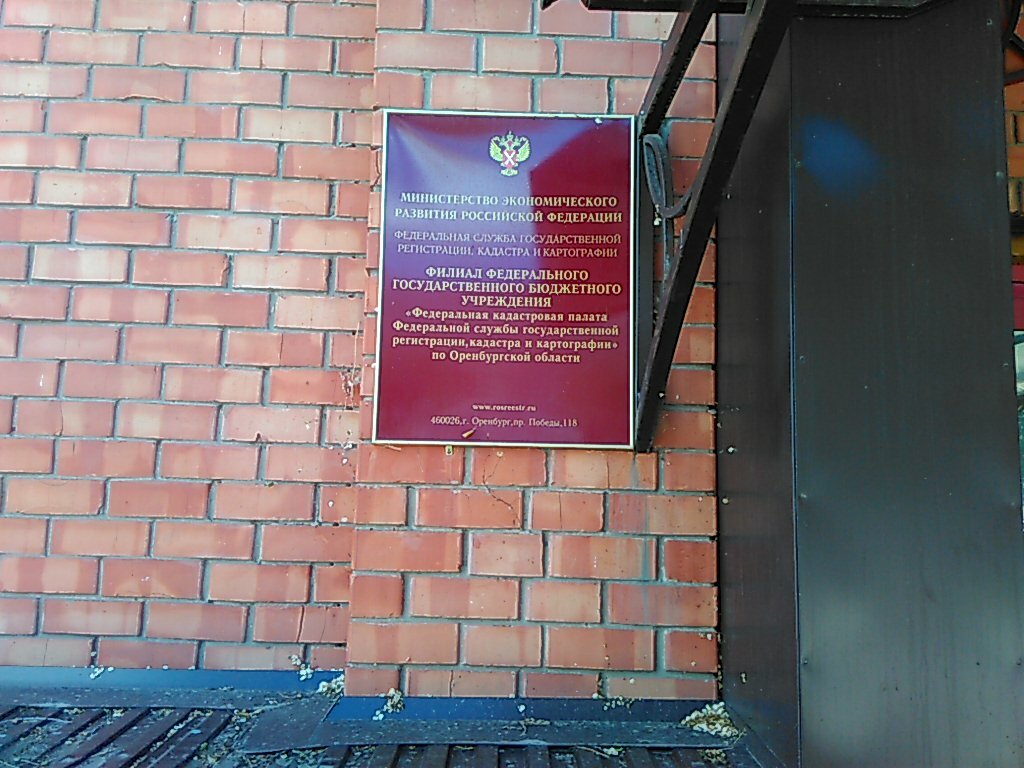 МИНИСТЕРСТВО ЭКОНОМИЧЕСКОГО
РАЗВИТИЯ РОССИЙСКОЙ ФЕДЕРАЦИИ
ФЕДЕРАЛЬНАЯ СЛУЖБА ГОСУДАРСТВЕННОЙ
РЕГИСТРАЦИИ, КАДАСТРА И КАРТОГРАФИИ
ФИЛИАЛ ФЕДЕРАЛЬНОГО
ГОСУДАРСТВЕННОГО БЮДЖЕТНОГО
УЧРЕЖДЕНИЯ
«Федеральная кадастровая палата
Федеральной службы государственной
регистрации,кадастра и картографии»
по Оренбургской области
www.rosreestr.ru
460026,г. Оренбург,пр. Победы,118